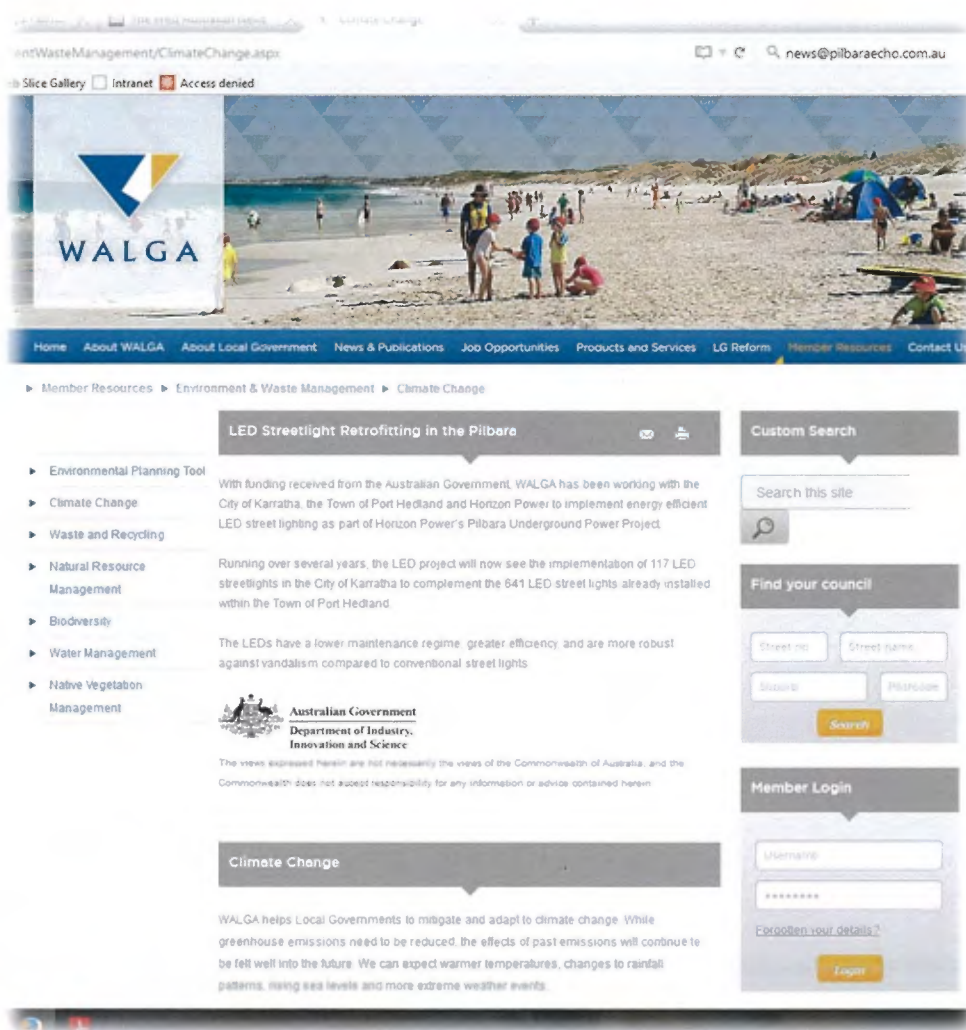 Climate Change
entWasteManagement/ClimateChange.aspx
news@pilbaraecho.com.au
Slice Gallery Intranet Access denied
WALGA
Home About WALGA About Local Government News & Publications Job Opportunities Products and Services LG Reform Member Resources Contact Us
Member Resources Environment & Waste Management Climate Change
LED Streetlight Retrofitting in the Pilbara
With funding received from the Australian Government, WALGA has been working with the
City of Karratha, the Town of Port Hedland and Horizon Power to implement energy efficient
LED street lighting as part of Horizon Power's Pilbara Underground Power Project.
Running over several years, the LED project will now see the implementation of 117 LED
streetlights in the City of Karratha to complement the 641 LED street lights already installed
within the Town of Port Hedland.
The LEDs have a lower maintenance regime, greater efficiency, and are more robust
against vandalism compared to conventional street lights.
Australian Government
Department of Industry,
Innovation and Science
The views expressed herein are not necessarily the views of the Commonwealth of Australia, and the
Commonwealth does not accept responsibility for any information or advice contained herein.
Climate Change
WALGA helps Local Governments to mitigate and adapt to climate change. While
greenhouse emissions need to be reduced, the effects of past emissions will continue to
be felt well into the future. We can expect warmer temperatures, changes to rainfall
patterns, rising sea levels and more extreme weather events.
Environmental Planning Tool
Climate Change
Waste and Recycling
Natural Resource
Management
Biodiversity
Water Management
Native Vegetation
Management
Custom Search
Search this site
Find your council
Street no Street name
Suburb Postcode
Search
Member Login
Username
Forgotten your details?
Login